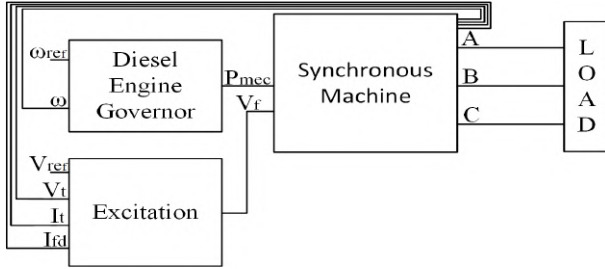 ωref
ω
Diesel
Engine
Governor
Pmec
Vf
Synchronous
Machine
A
B
C
L
O
A
D
Vref
Vt
It
Ifd
Excitation